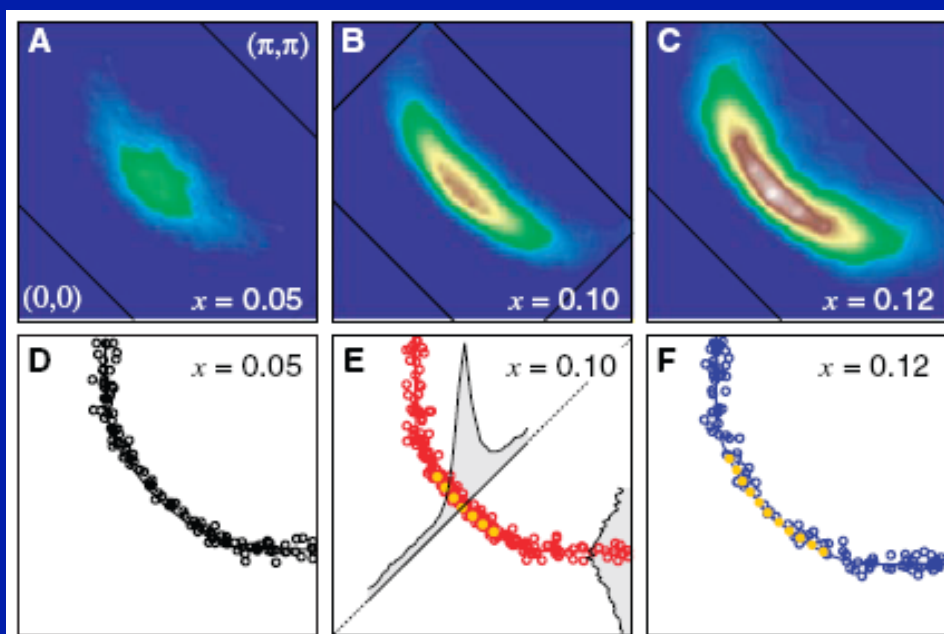 A
(π,π)
B
C
(0,0)
x = 0.05
x = 0.10
x = 0.12
D
x = 0.05
E
x = 0.10
F
x = 0.12